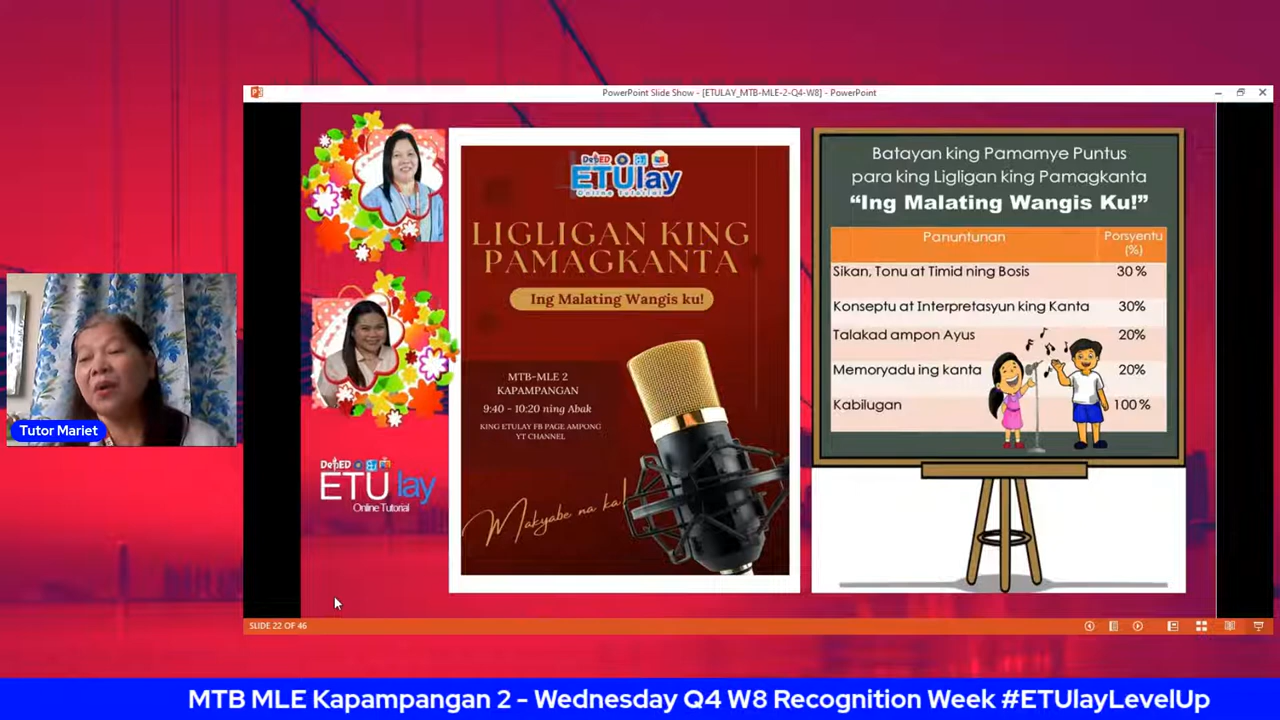 PowerPoint Slide Show - [ETULAY_MTB-MLE-2-Q4-W8] - PowerPoint
DepED
ETUlay
Online Tutorial
LIGLIGAN KING
PAMAGKANTA
Ing Malating Wangis ku!
MTB-MLE 2
KAPAMPANGAN
9:40 - 10:20 ning Abak
KING ETULAY FB PAGE AMPONG
YT CHANNEL
Makyabe na ka!
Batayan king Pamamye Puntus
para king Ligligan king Pamagkanta
“Ing Malating Wangis Ku!”
Panuntunan Porsyentu
(%)
Sikan, Tonu at Timid ning Bosis 30%
Konseptu at Interpretasyun king Kanta 30%
Talakad ampon Ayus 20%
Memoryadu ing kanta 20%
Kabilugan 100%
Tutor Mariet
DepED
ETUlay
Online Tutorial
SLIDE 22 OF 46
MTB MLE Kapampangan 2 - Wednesday Q4 W8 Recognition Week #ETUlayLevelUp